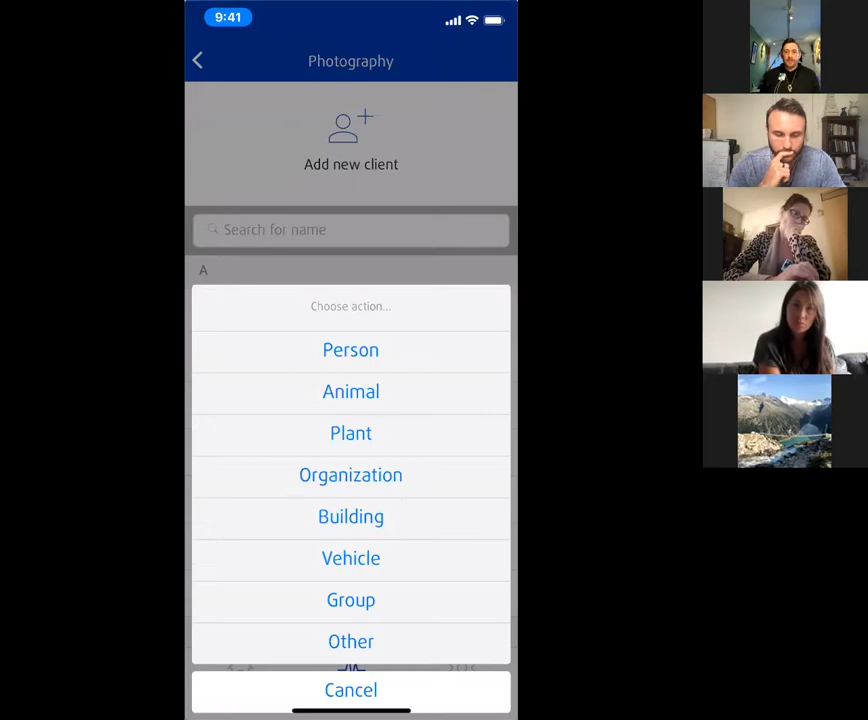 9:41
Photography
Add new client
Search for name
A
Choose action...
Person
Animal
Plant
Organization
Building
Vehicle
Group
Other
Cancel